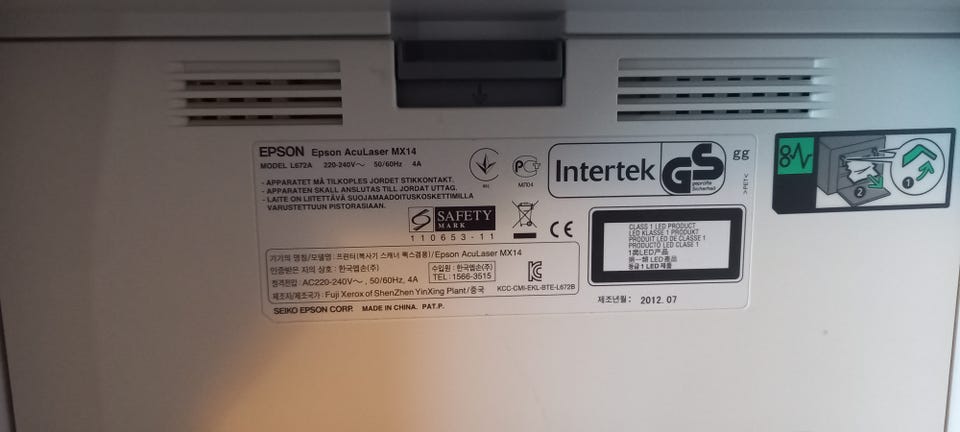 EPSON Epson AcuLaser MX14
MODEL L672A 220-240V～ 50/60Hz 4A
- APPARATET MÅ TILKOPLES JORDET STIKKONTAKT.
- APPARATEN SKALL ANSLUTAS TILL JORDAT UTTAG.
- LAITE ON LIITETTÄVÄ SUOJAMAADOITUSKOSKETTIMILLA
VARUSTETTUUN PISTORASIAAN.
Intertek
GS
geprüfte
Sicherheit
gg
>PET<
SAFETY
MARK
110653-11
CE
CLASS 1 LED PRODUCT
LED KLASSE 1 PRODUKT
PRODUIT LED DE CLASSE 1
PRODUCTO LED CLASE 1
1类LED产品
第一類 LED產品
등급 1 LED 제품
기기의 명칭/모델명 : 프린터(복사기 스캐너 팩스겸용)/Epson AcuLaser MX14
인증받은 자의 상호 : 한국엡손(주)
정격전압 : AC220-240V～, 50/60Hz, 4A
수입원 : 한국엡손(주)
TEL : 1566-3515
제조자/제조국가 : Fuji Xerox of ShenZhen YinXing Plant/중국
KCC-CMI-EKL-BTE-L672B
제조년월 : 2012. 07
SEIKO EPSON CORP. MADE IN CHINA. PAT.P.
2
1